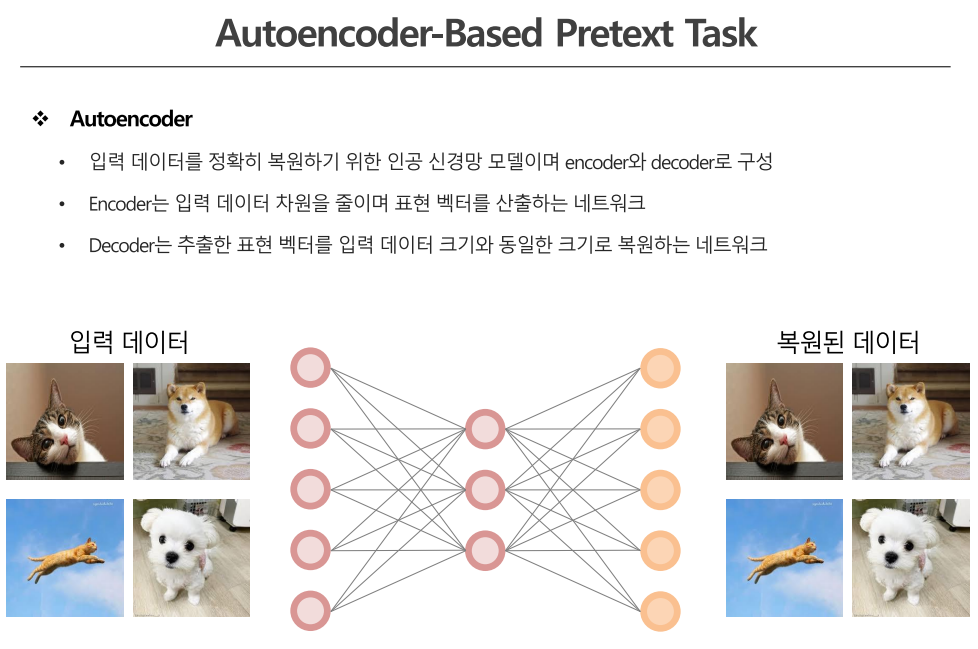 Autoencoder-Based Pretext Task
❖ Autoencoder
• 입력 데이터를 정확히 복원하기 위한 인공 신경망 모델이며 encoder와 decoder로 구성
• Encoder는 입력 데이터 차원을 줄이며 표현 벡터를 산출하는 네트워크
• Decoder는 추출한 표현 벡터를 입력 데이터 크기와 동일한 크기로 복원하는 네트워크
입력 데이터
복원된 데이터